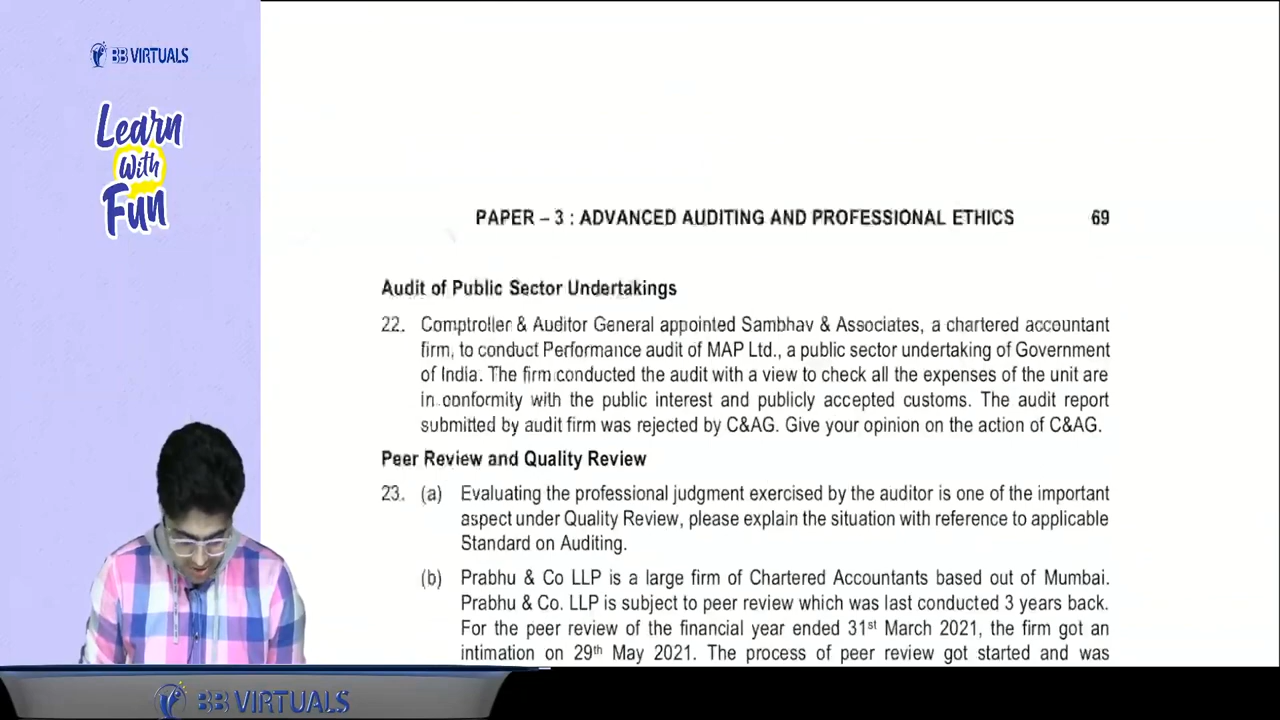 BB VIRTUALS
Learn
With
Fun
PAPER – 3 : ADVANCED AUDITING AND PROFESSIONAL ETHICS 69
Audit of Public Sector Undertakings
22. Comptroller & Auditor General appointed Sambhav & Associates, a chartered accountant
firm, to conduct Performance audit of MAP Ltd., a public sector undertaking of Government
of India. The firm conducted the audit with a view to check all the expenses of the unit are
in conformity with the public interest and publicly accepted customs. The audit report
submitted by audit firm was rejected by C&AG. Give your opinion on the action of C&AG.
Peer Review and Quality Review
23. (a) Evaluating the professional judgment exercised by the auditor is one of the important
aspect under Quality Review, please explain the situation with reference to applicable
Standard on Auditing.
(b) Prabhu & Co LLP is a large firm of Chartered Accountants based out of Mumbai.
Prabhu & Co. LLP is subject to peer review which was last conducted 3 years back.
For the peer review of the financial year ended 31st March 2021, the firm got an
intimation on 29th May 2021. The process of peer review got started and was
BB VIRTUALS